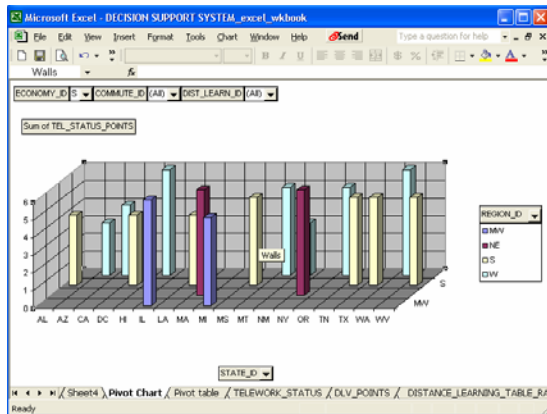 Microsoft Excel - DECISION SUPPORT SYSTEM_excel_wkbook
File Edit View Insert Format Tools Chart Window Help Send Type a question for help
Walls fx
B I U $ %
ECONOMY_ID S COMMUTE_ID (All) DIST_LEARN_ID (All)
Sum of TEL_STATUS_POINTS
6
5
4
3
2
1
0
Walls
REGION_ID
MW
NE
S
W
S
MW
AL AZ CA DC HI IL LA MA MI MS MT NM NY OR TN TX WA WV
STATE_ID
Sheet4 Pivot Chart Pivot table TELEWORK_STATUS DLV_POINTS DISTANCE_LEARNING_TABLE_RA
Ready